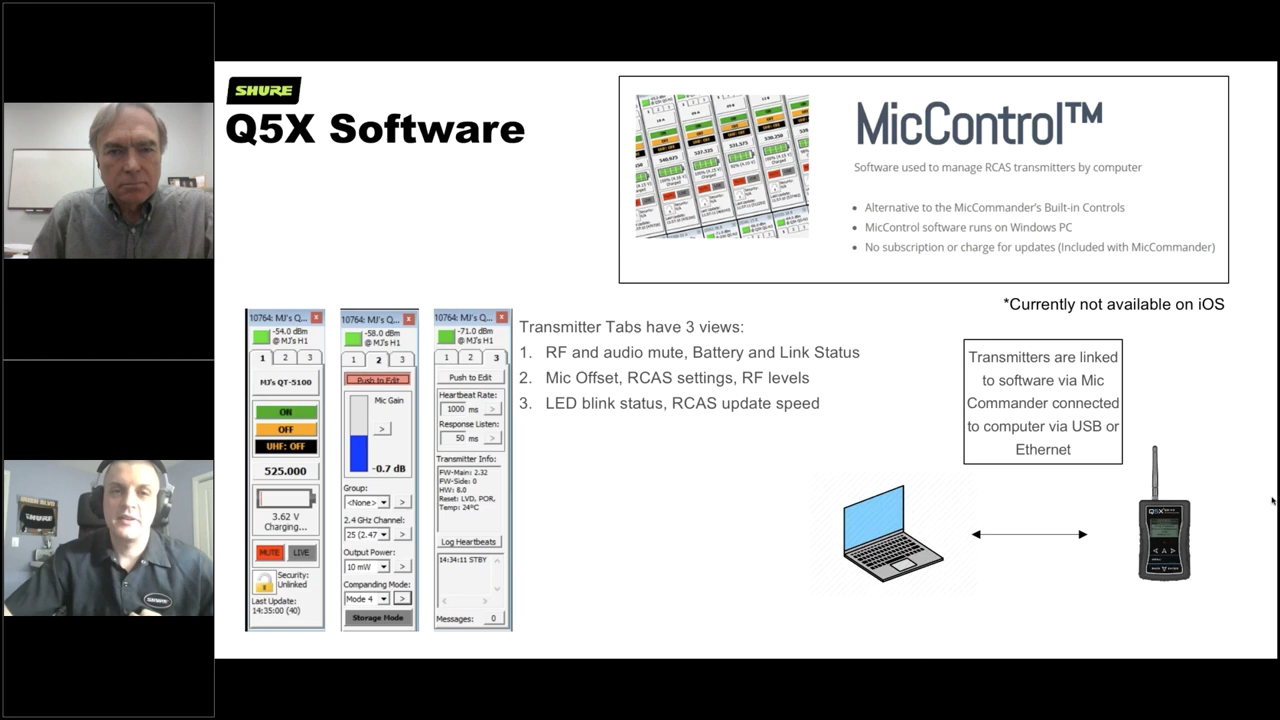 SHURE
Q5X Software
MicControl™
Software used to manage RCAS transmitters by computer
• Alternative to the MicCommander's Built-in Controls
• MicControl software runs on Windows PC
• No subscription or charge for updates (Included with MicCommander)
*Currently not available on iOS
10764: MJ's Q...
-54.0 dBm
@ MJ's H1
1 2 3
MJ's QT-5100
ON
OFF
UHF: OFF
525.000
3.62 V
Charging...
MUTE LIVE
Security:
Unlinked
Last Update:
14:35:00 (40)
10764: MJ's Q...
-58.0 dBm
@ MJ's H1
1 2 3
Push to Edit
Mic Gain
>
-0.7 dB
Group:
<None> >
2.4 GHz Channel:
25 (2.47 >
Output Power:
10 mW >
Companding Mode:
Mode 4 >
Storage Mode
10764: MJ's Q...
-71.0 dBm
@ MJ's H1
1 2 3
Push to Edit
Heartbeat Rate:
1000 ms >
Response Listen:
50 ms >
Transmitter Info:
FW-Main: 2.32
FW-Side: 0
HW: 8.0
Reset: LVD, POR,
Temp: 24°C
Log Heartbeats
14:34:11 STBY
Messages: 0
Transmitter Tabs have 3 views:
1. RF and audio mute, Battery and Link Status
2. Mic Offset, RCAS settings, RF levels
3. LED blink status, RCAS update speed
Transmitters are linked
to software via Mic
Commander connected
to computer via USB or
Ethernet
Q5X
SHURE
SHURE